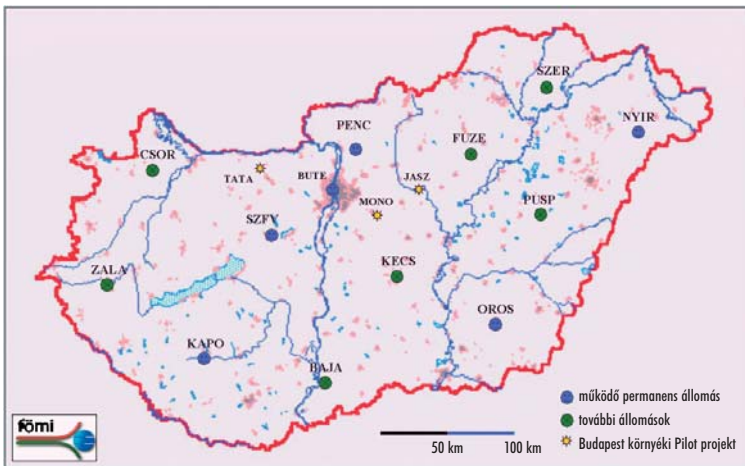 SZER
NYIR
PENC
FUZE
CSOR
TATA
BUTE
JASZ
MONO
PUSP
SZFV
KECS
ZALA
OROS
KAPO
BAJA
működő permanens állomás
további állomások
Budapest környéki Pilot projekt
fömi
50 km
100 km